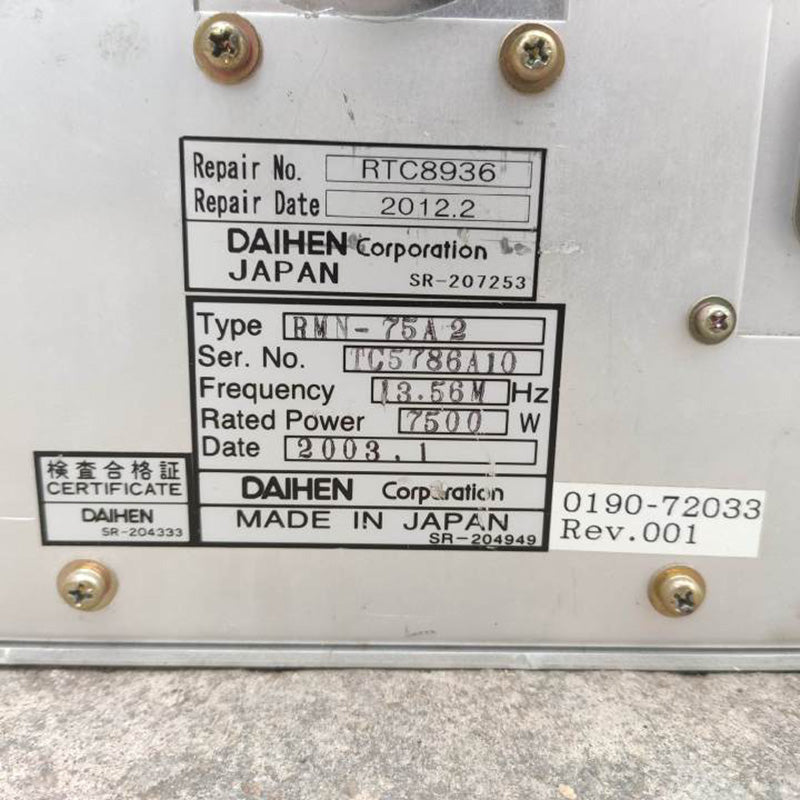 Repair No. RTC8936
Repair Date 2012.2
DAIHEN Corporation
JAPAN SR-207253
Type RMN-75A2
Ser. No. TC5786A10
Frequency 13.56M Hz
Rated Power 7500 W
Date 2003.1
DAIHEN Corporation
MADE IN JAPAN
SR-204949
検査合格証
CERTIFICATE
DAIHEN
SR-204333
0190-72033
Rev.001